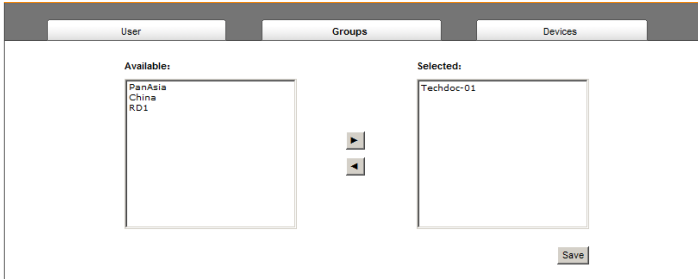 User Groups Devices
Available: Selected:
PanAsia
China
RD1
Techdoc-01
Save